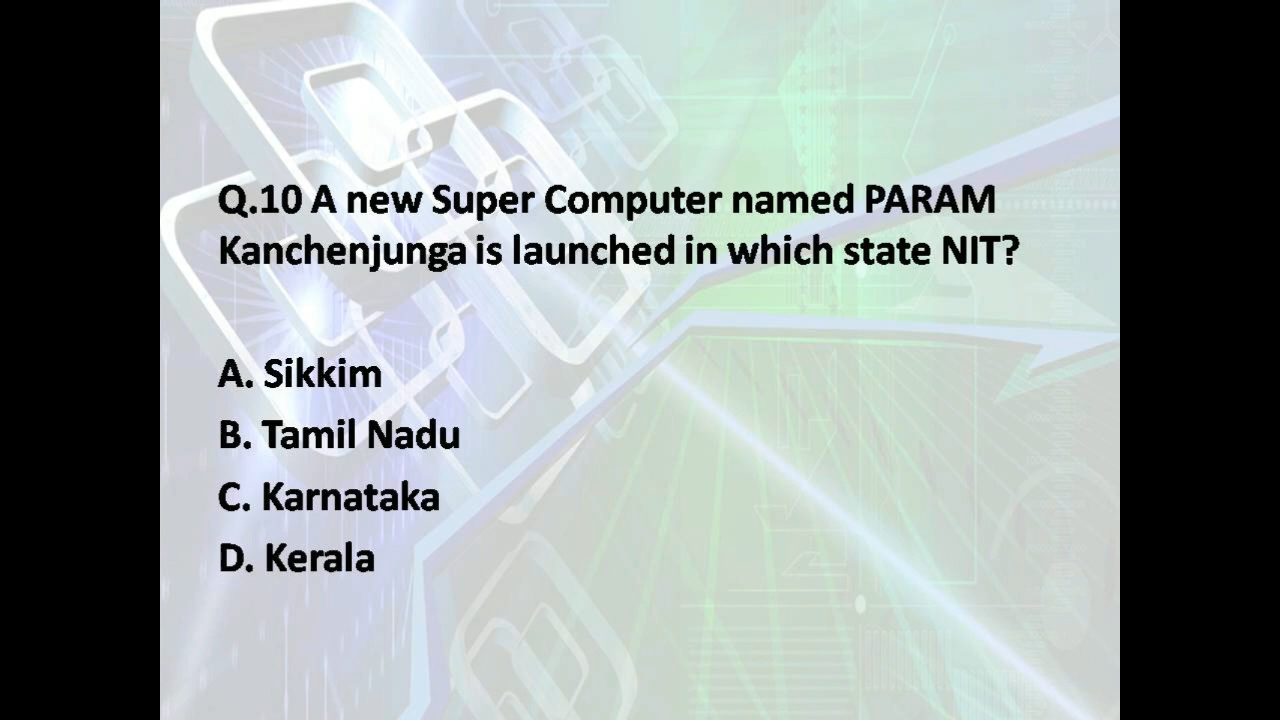 Q.10 A new Super Computer named PARAM
Kanchenjunga is launched in which state NIT?
A. Sikkim
B. Tamil Nadu
C. Karnataka
D. Kerala